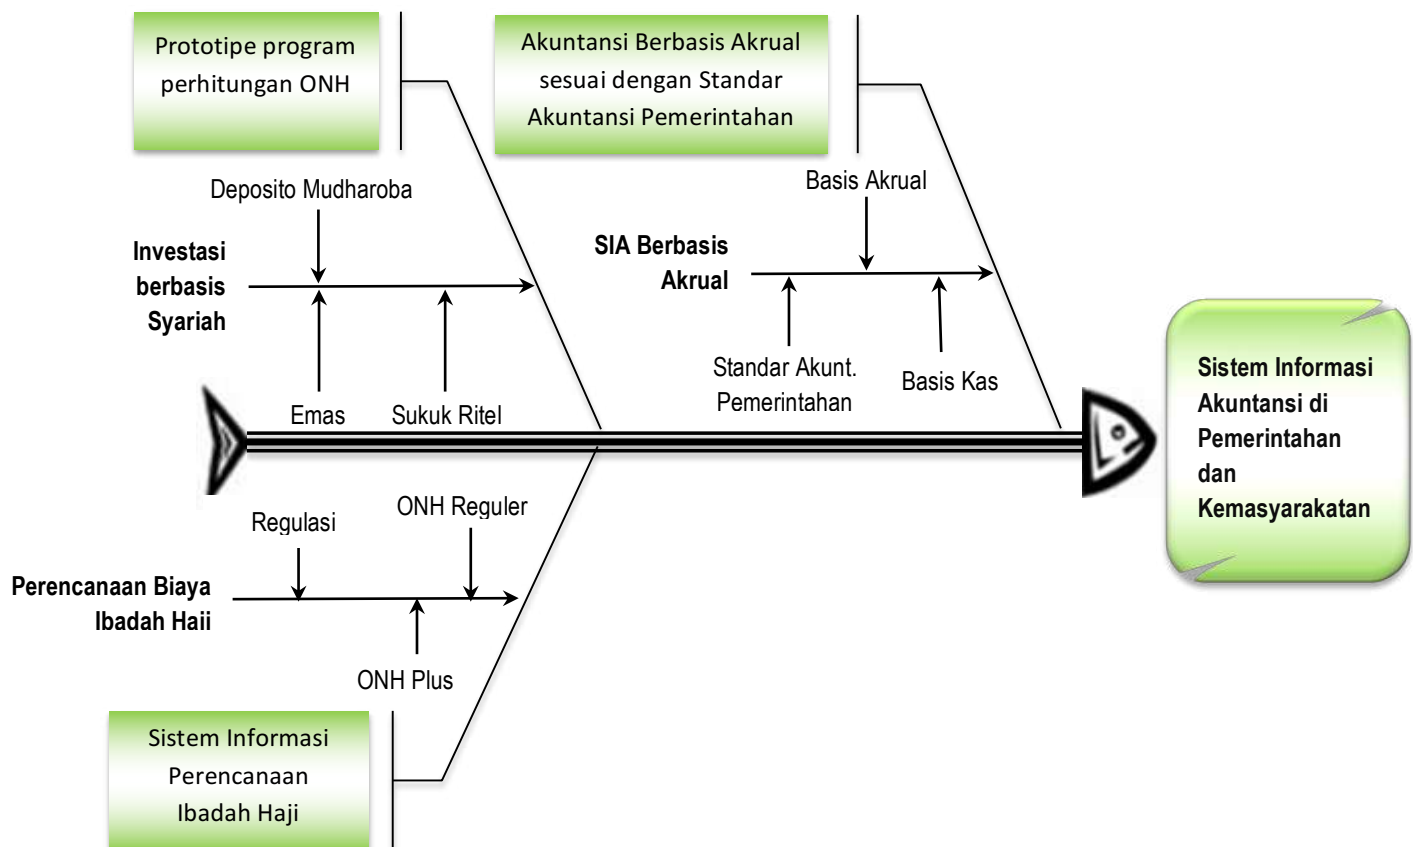 Prototipe program
perhitungan ONH
Akuntansi Berbasis Akrual
sesuai dengan Standar
Akuntansi Pemerintahan
Deposito Mudharoba
Investasi
berbasis
Syariah
Emas
Sukuk Ritel
Basis Akrual
SIA Berbasis
Akrual
Standar Akunt.
Pemerintahan
Basis Kas
Sistem Informasi
Akuntansi di
Pemerintahan
dan
Kemasyarakatan
Regulasi
ONH Reguler
Perencanaan Biaya
Ibadah Haii
ONH Plus
Sistem Informasi
Perencanaan
Ibadah Haji